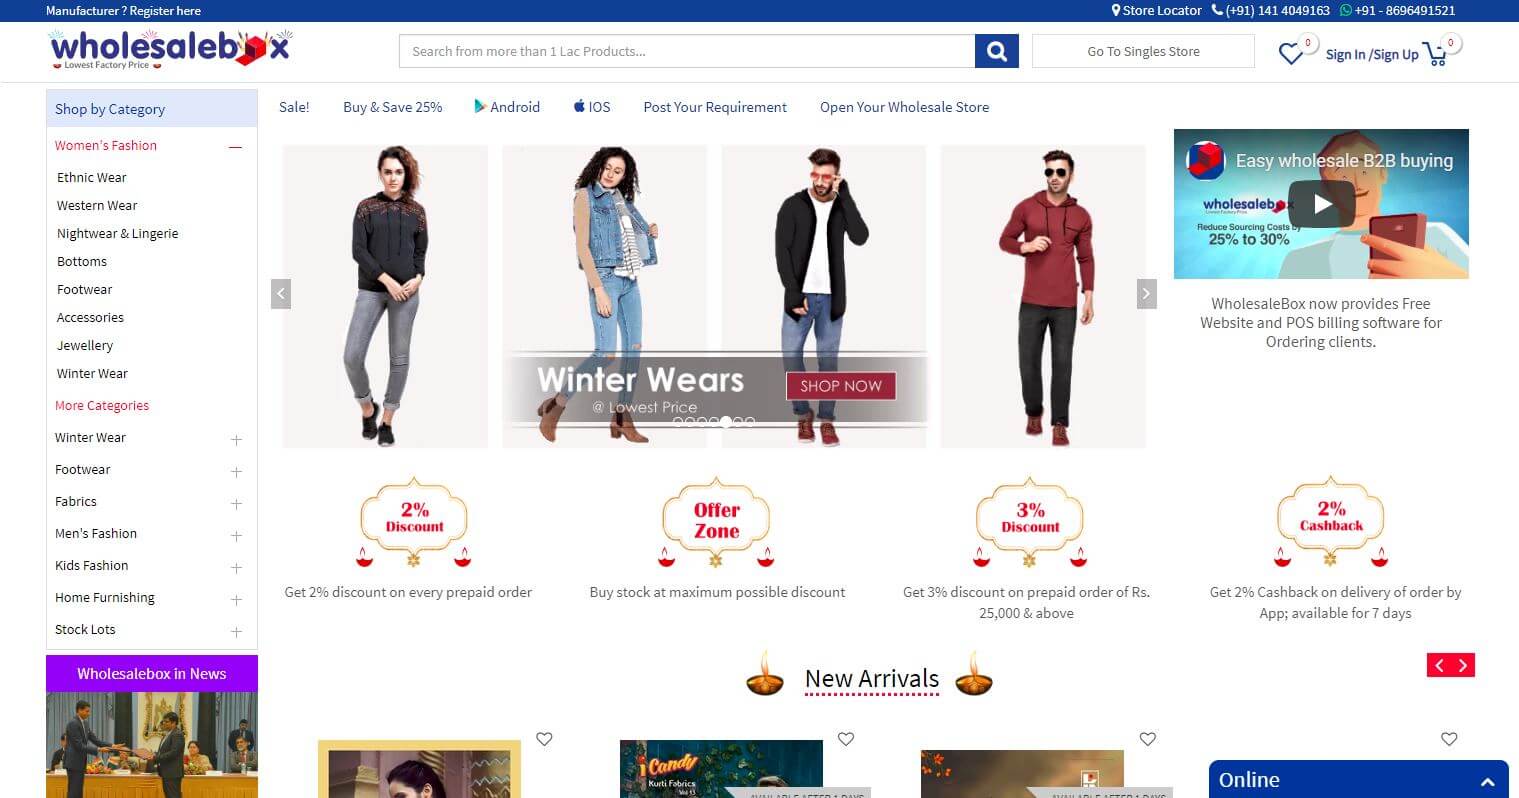 Manufacturer ? Register here
Store Locator (+91) 141 4049163 +91 - 8696491521
wholesalebox
Lowest Factory Price
Search from more than 1 Lac Products...
Go To Singles Store
0
Sign In /Sign Up
0
Shop by Category
Women's Fashion
Ethnic Wear
Western Wear
Nightwear & Lingerie
Bottoms
Footwear
Accessories
Jewellery
Winter Wear
More Categories
Winter Wear
Footwear
Fabrics
Men's Fashion
Kids Fashion
Home Furnishing
Stock Lots
Wholesalebox in News
Sale! Buy & Save 25% Android IOS Post Your Requirement Open Your Wholesale Store
Winter Wears
@ Lowest Price
SHOP NOW
Easy wholesale B2B buying
wholesalebox
Lowest Factory Price
Reduce Sourcing Costs by
25% to 30%
WholesaleBox now provides Free
Website and POS billing software for
Ordering clients.
2%
Discount
Get 2% discount on every prepaid order
Offer
Zone
Buy stock at maximum possible discount
3%
Discount
Get 3% discount on prepaid order of Rs.
25,000 & above
2%
Cashback
Get 2% Cashback on delivery of order by
App; available for 7 days
New Arrivals
iCandy
Kurti Fabrics
Vol 13
AVAILABLE AFTER 1 DAYS
AVAILABLE AFTER 1 DAYS
Online